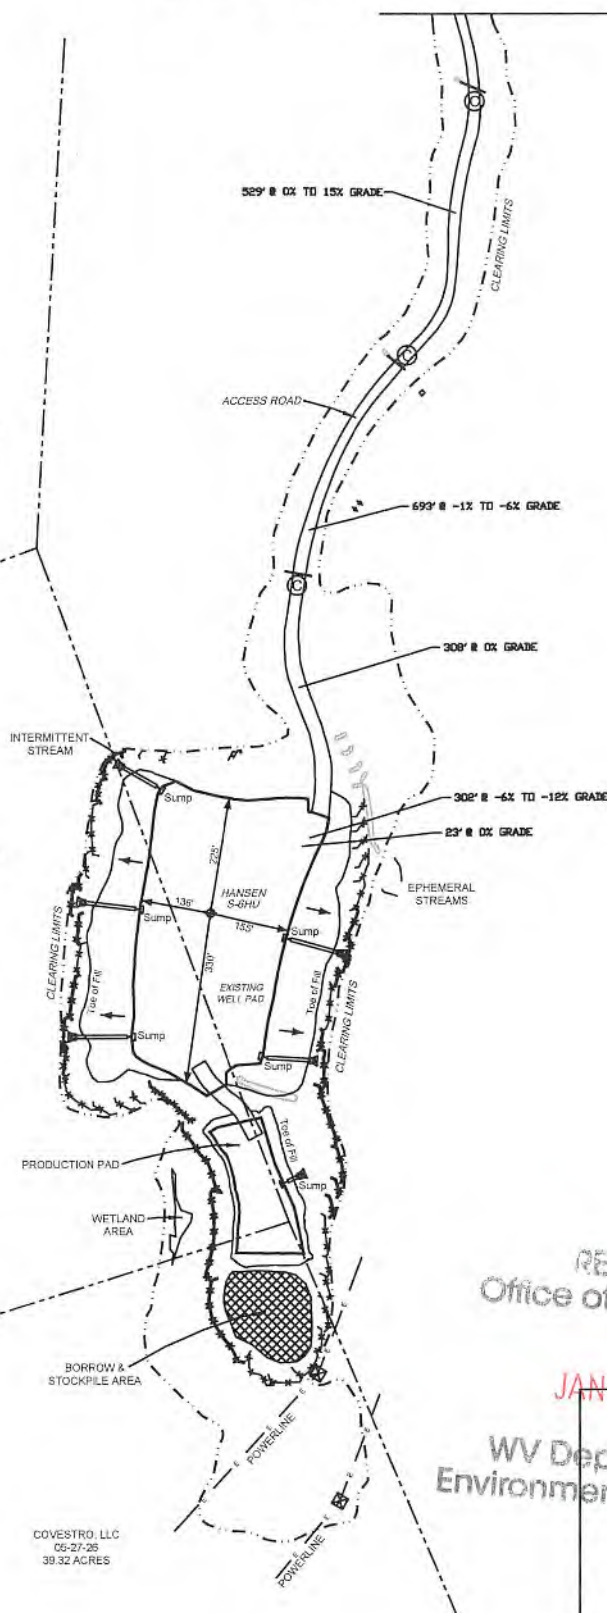 529' @ 0% TO 15% GRADE
CLEARING LIMITS
ACCESS ROAD
693' @ -1% TO -6% GRADE
308' @ 0% GRADE
INTERMITTENT
STREAM
302' @ -6% TO -12% GRADE
23' @ 0% GRADE
Sump
225'
HANSEN
S-6HU
136'
155'
EPHEMERAL
STREAMS
Sump
Sump
CLEARING LIMITS
Toe of Fill
330'
EXISTING
WELL PAD
Toe of Fill
CLEARING LIMITS
Sump
Sump
PRODUCTION PAD
Toe of Fill
Sump
WETLAND
AREA
RE
Office of
BORROW &
STOCKPILE AREA
JAN
POWERLINE
WV Dep
Environmen
COVESTRO, LLC
05-27-26
39.32 ACRES
POWERLINE
C
C
C
E
E
E
E
E
E
E
E